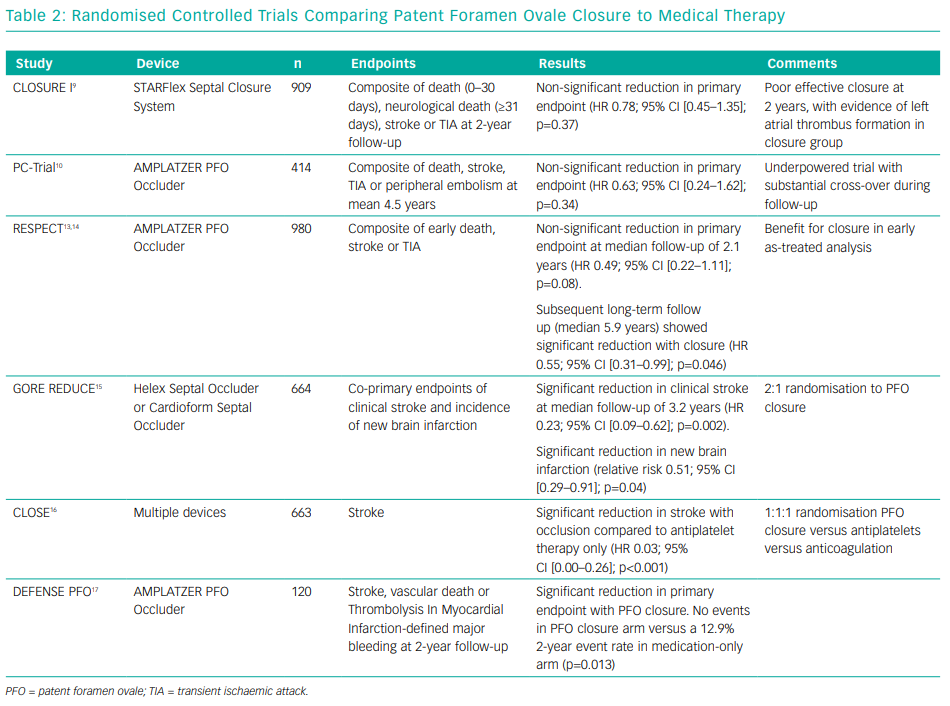 Table 2: Randomised Controlled Trials Comparing Patent Foramen Ovale Closure to Medical Therapy
Study Device n Endpoints Results Comments
CLOSURE I⁹ STARFlex Septal Closure 909 Composite of death (0–30 Non-significant reduction in primary Poor effective closure at
System days), neurological death (≥31 endpoint (HR 0.78; 95% CI [0.45–1.35]; 2 years, with evidence of left
days), stroke or TIA at 2-year p=0.37) atrial thrombus formation in
follow-up closure group
PC-Trial¹⁰ AMPLATZER PFO 414 Composite of death, stroke, Non-significant reduction in primary Underpowered trial with
Occluder TIA or peripheral embolism at endpoint (HR 0.63; 95% CI [0.24–1.62]; substantial cross-over during
mean 4.5 years p=0.34) follow-up
RESPECT¹³,¹⁴ AMPLATZER PFO 980 Composite of early death, Non-significant reduction in primary Benefit for closure in early
Occluder stroke or TIA endpoint at median follow-up of 2.1 as-treated analysis
years (HR 0.49; 95% CI [0.22–1.11];
p=0.08).
Subsequent long-term follow
up (median 5.9 years) showed
significant reduction with closure (HR
0.55; 95% CI [0.31–0.99]; p=0.046)
GORE REDUCE¹⁵ Helex Septal Occluder 664 Co-primary endpoints of Significant reduction in clinical stroke 2:1 randomisation to PFO
or Cardioform Septal clinical stroke and incidence at median follow-up of 3.2 years (HR closure
Occluder of new brain infarction 0.23; 95% CI [0.09–0.62]; p=0.002).
Significant reduction in new brain
infarction (relative risk 0.51; 95% CI
[0.29–0.91]; p=0.04)
CLOSE¹⁶ Multiple devices 663 Stroke Significant reduction in stroke with 1:1:1 randomisation PFO
occlusion compared to antiplatelet closure versus antiplatelets
therapy only (HR 0.03; 95% versus anticoagulation
CI [0.00–0.26]; p<0.001)
DEFENSE PFO¹⁷ AMPLATZER PFO 120 Stroke, vascular death or Significant reduction in primary
Occluder Thrombolysis In Myocardial endpoint with PFO closure. No events
Infarction-defined major in PFO closure arm versus a 12.9%
bleeding at 2-year follow-up 2-year event rate in medication-only
arm (p=0.013)
PFO = patent foramen ovale; TIA = transient ischaemic attack.